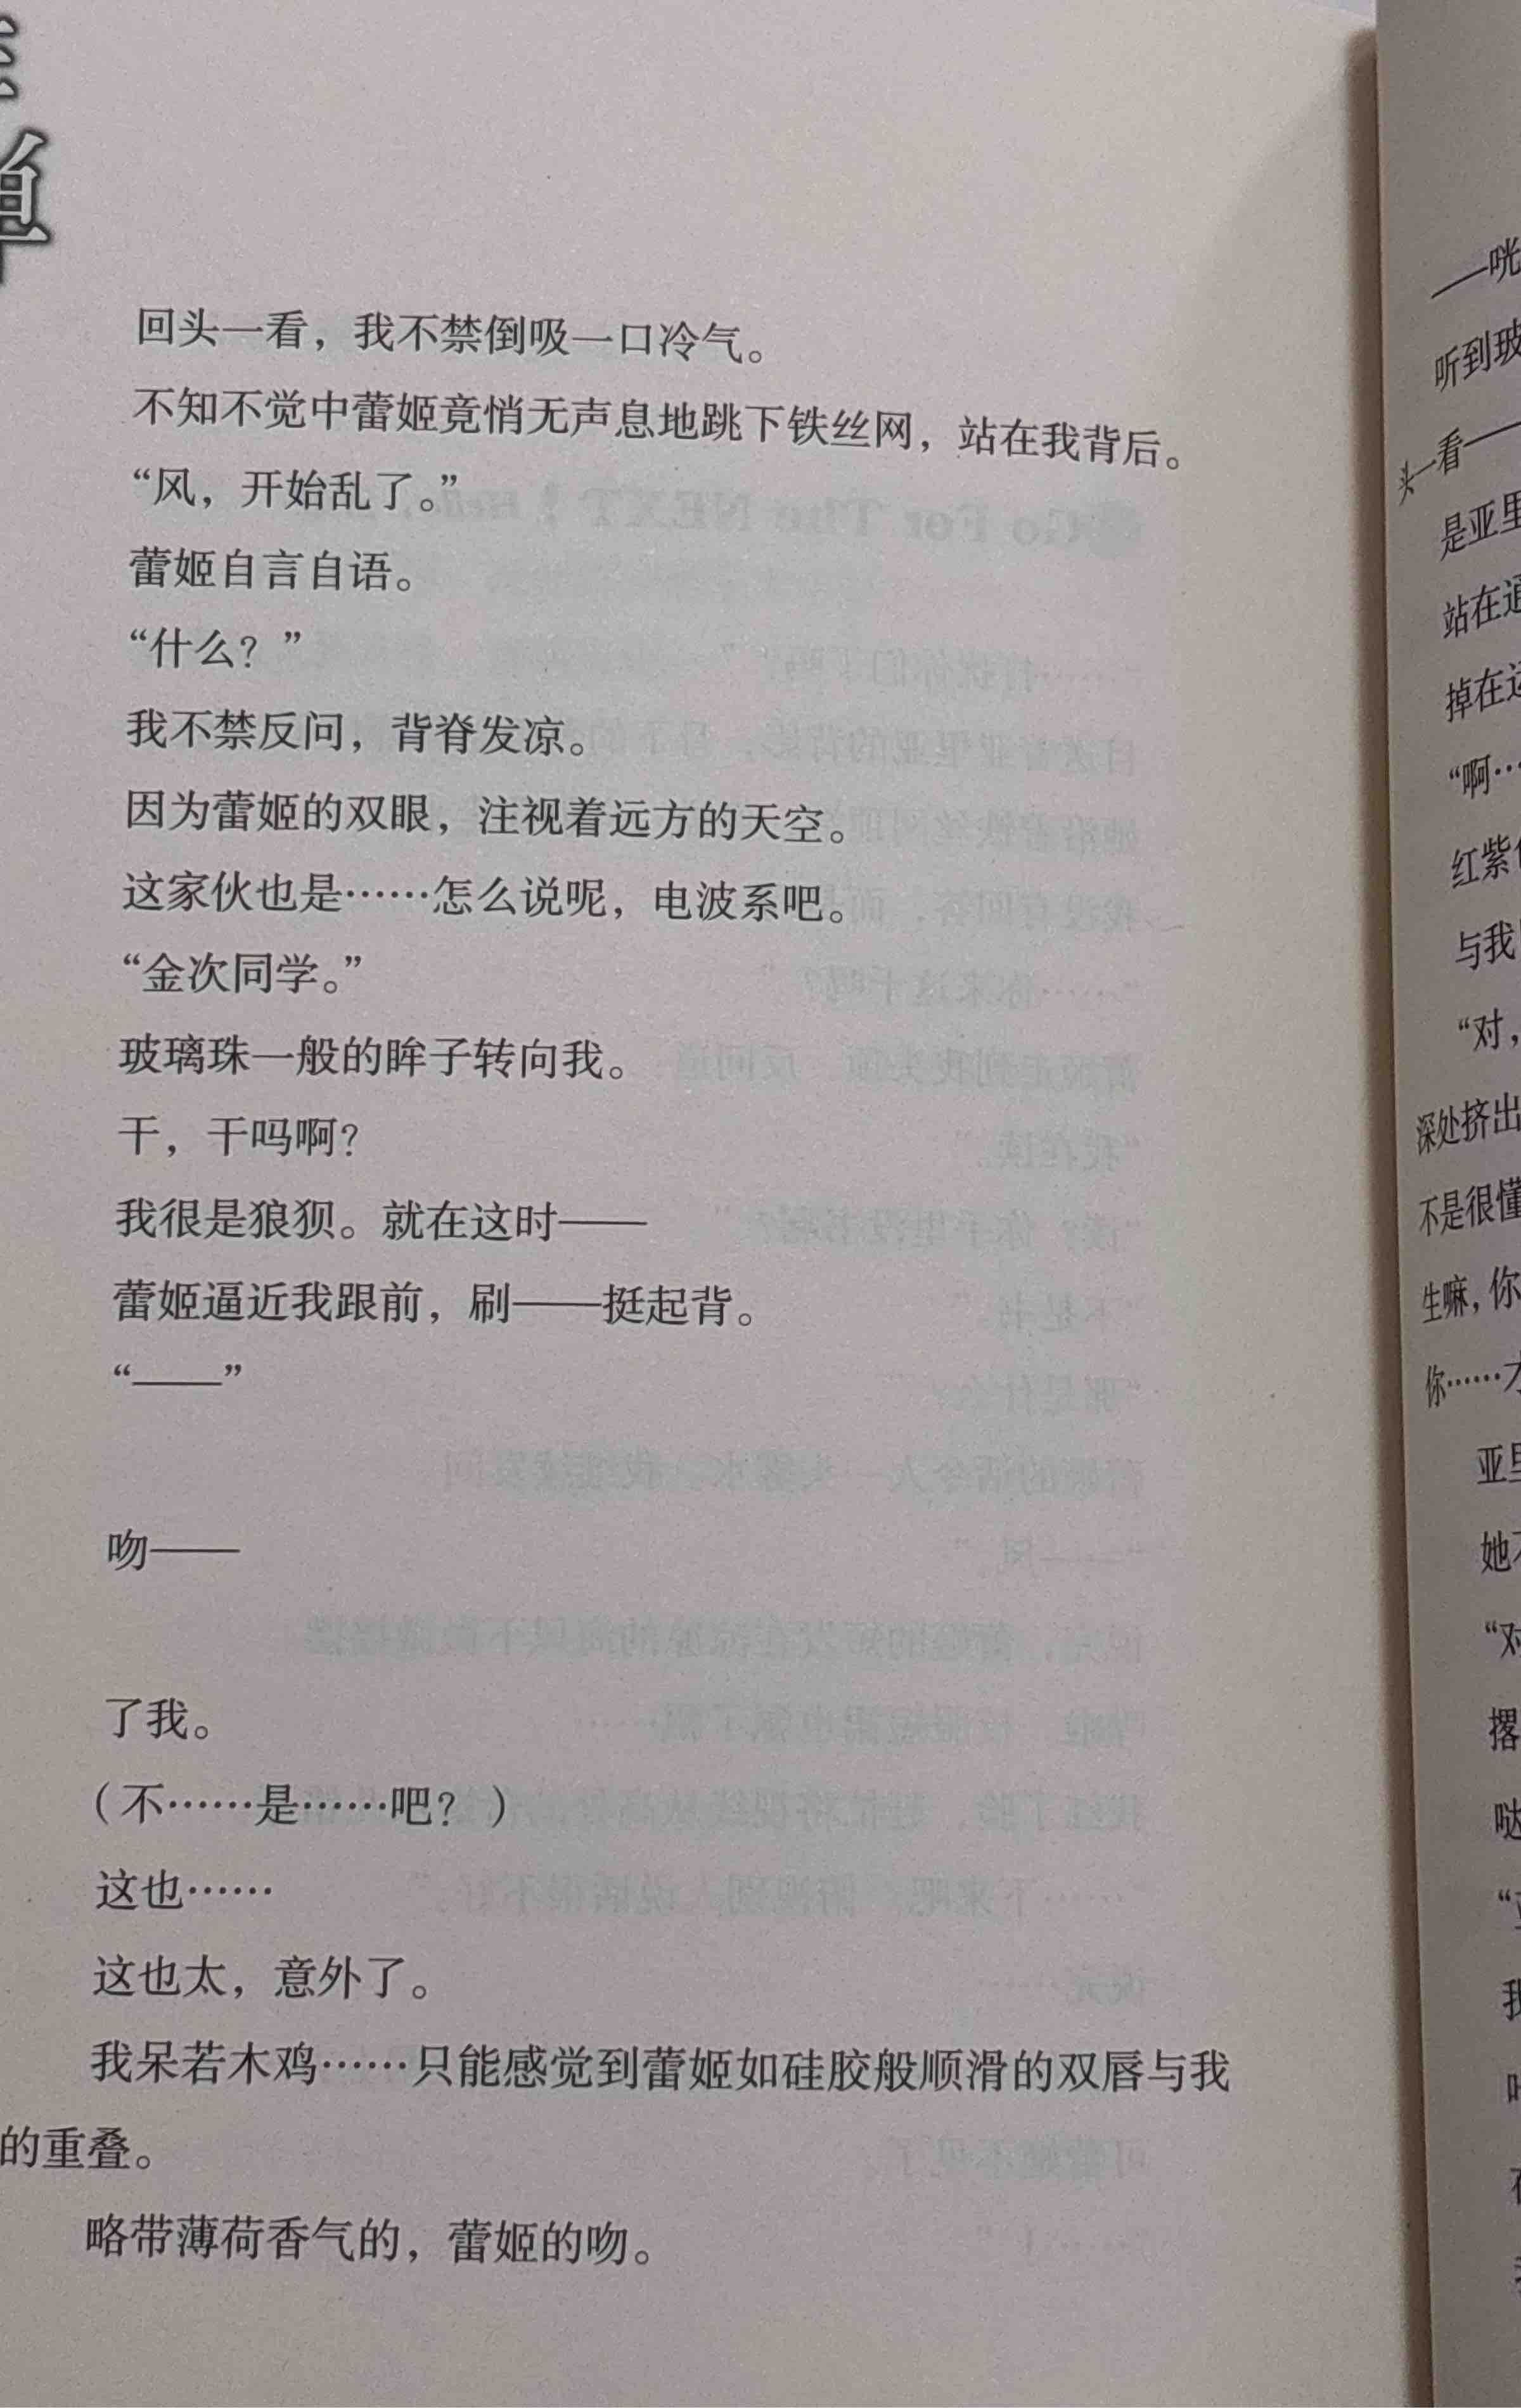 弹
回头一看，我不禁倒吸一口冷气。
不知不觉中蕾姬竟悄无声息地跳下铁丝网，站在我背后。
“风，开始乱了。”
蕾姬自言自语。
“什么？”
我不禁反问，背脊发凉。
因为蕾姬的双眼，注视着远方的天空。
这家伙也是……怎么说呢，电波系吧。
“金次同学。”
玻璃珠一般的眸子转向我。
干，干吗啊？
我很是狼狈。就在这时——
蕾姬逼近我跟前，刷——挺起背。
“——”
吻——
了我。
（不……是……吧？）
这也……
这也太，意外了。
我呆若木鸡……只能感觉到蕾姬如硅胶般顺滑的双唇与我
的重叠。
略带薄荷香气的，蕾姬的吻。
——咣
听到玻
头一看——
是亚里
站在通
掉在这
“啊…
红紫
与我
“对，
深处挤出
不是很懂
生嘛，你
你……才
亚里
她不
“对
撂
哒
我